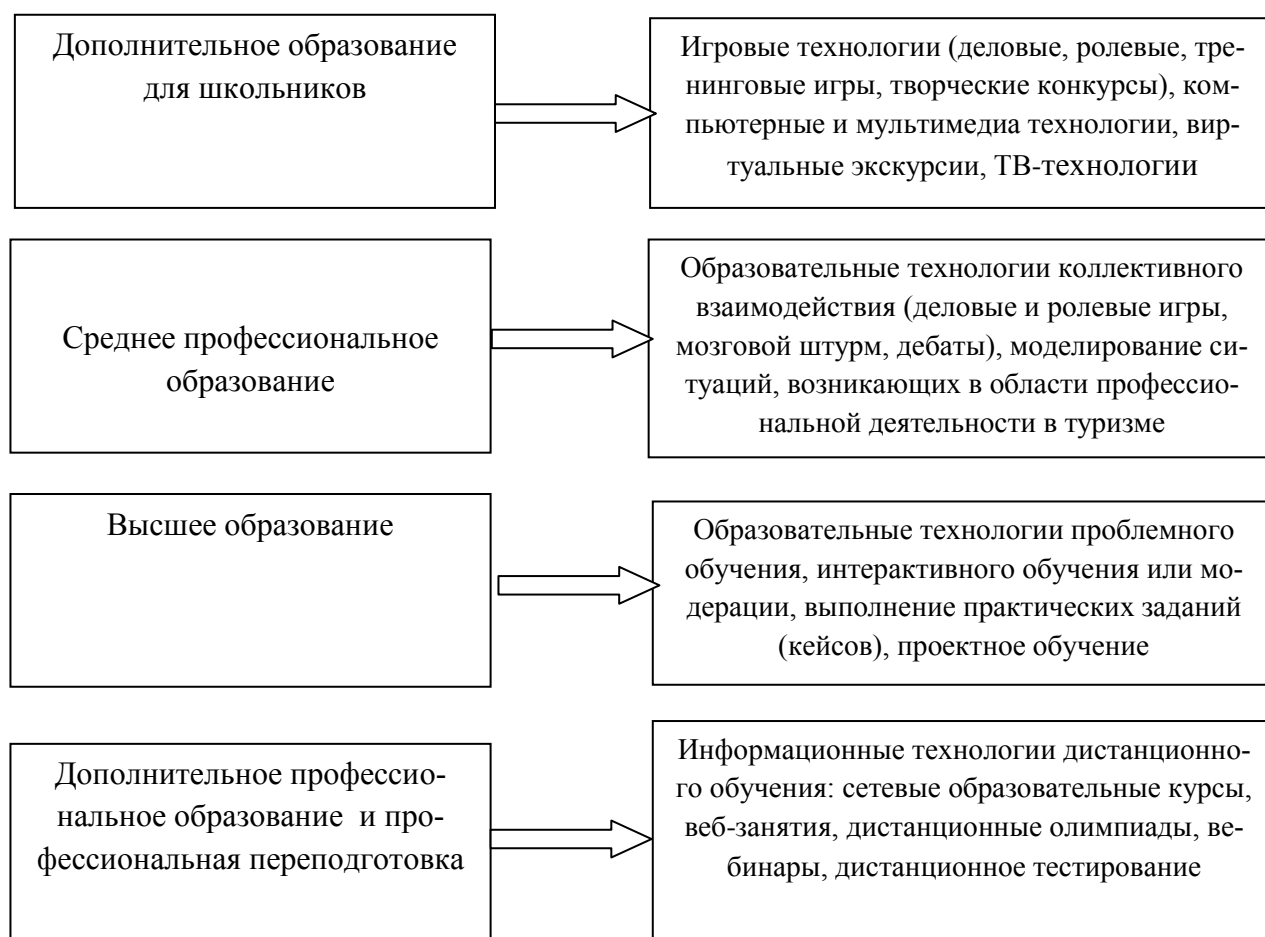 Дополнительное образование
для школьников
Игровые технологии (деловые, ролевые, тре-
нинговые игры, творческие конкурсы), ком-
пьютерные и мультимедиа технологии, вир-
туальные экскурсии, ТВ-технологии
Среднее профессиональное
образование
Образовательные технологии коллективного
взаимодействия (деловые и ролевые игры,
мозговой штурм, дебаты), моделирование си-
туаций, возникающих в области профессио-
нальной деятельности в туризме
Высшее образование
Образовательные технологии проблемного
обучения, интерактивного обучения или мо-
дерации, выполнение практических заданий
(кейсов), проектное обучение
Дополнительное профессио-
нальное образование и про-
фессиональная переподготовка
Информационные технологии дистанционно-
го обучения: сетевые образовательные курсы,
веб-занятия, дистанционные олимпиады, ве-
бинары, дистанционное тестирование